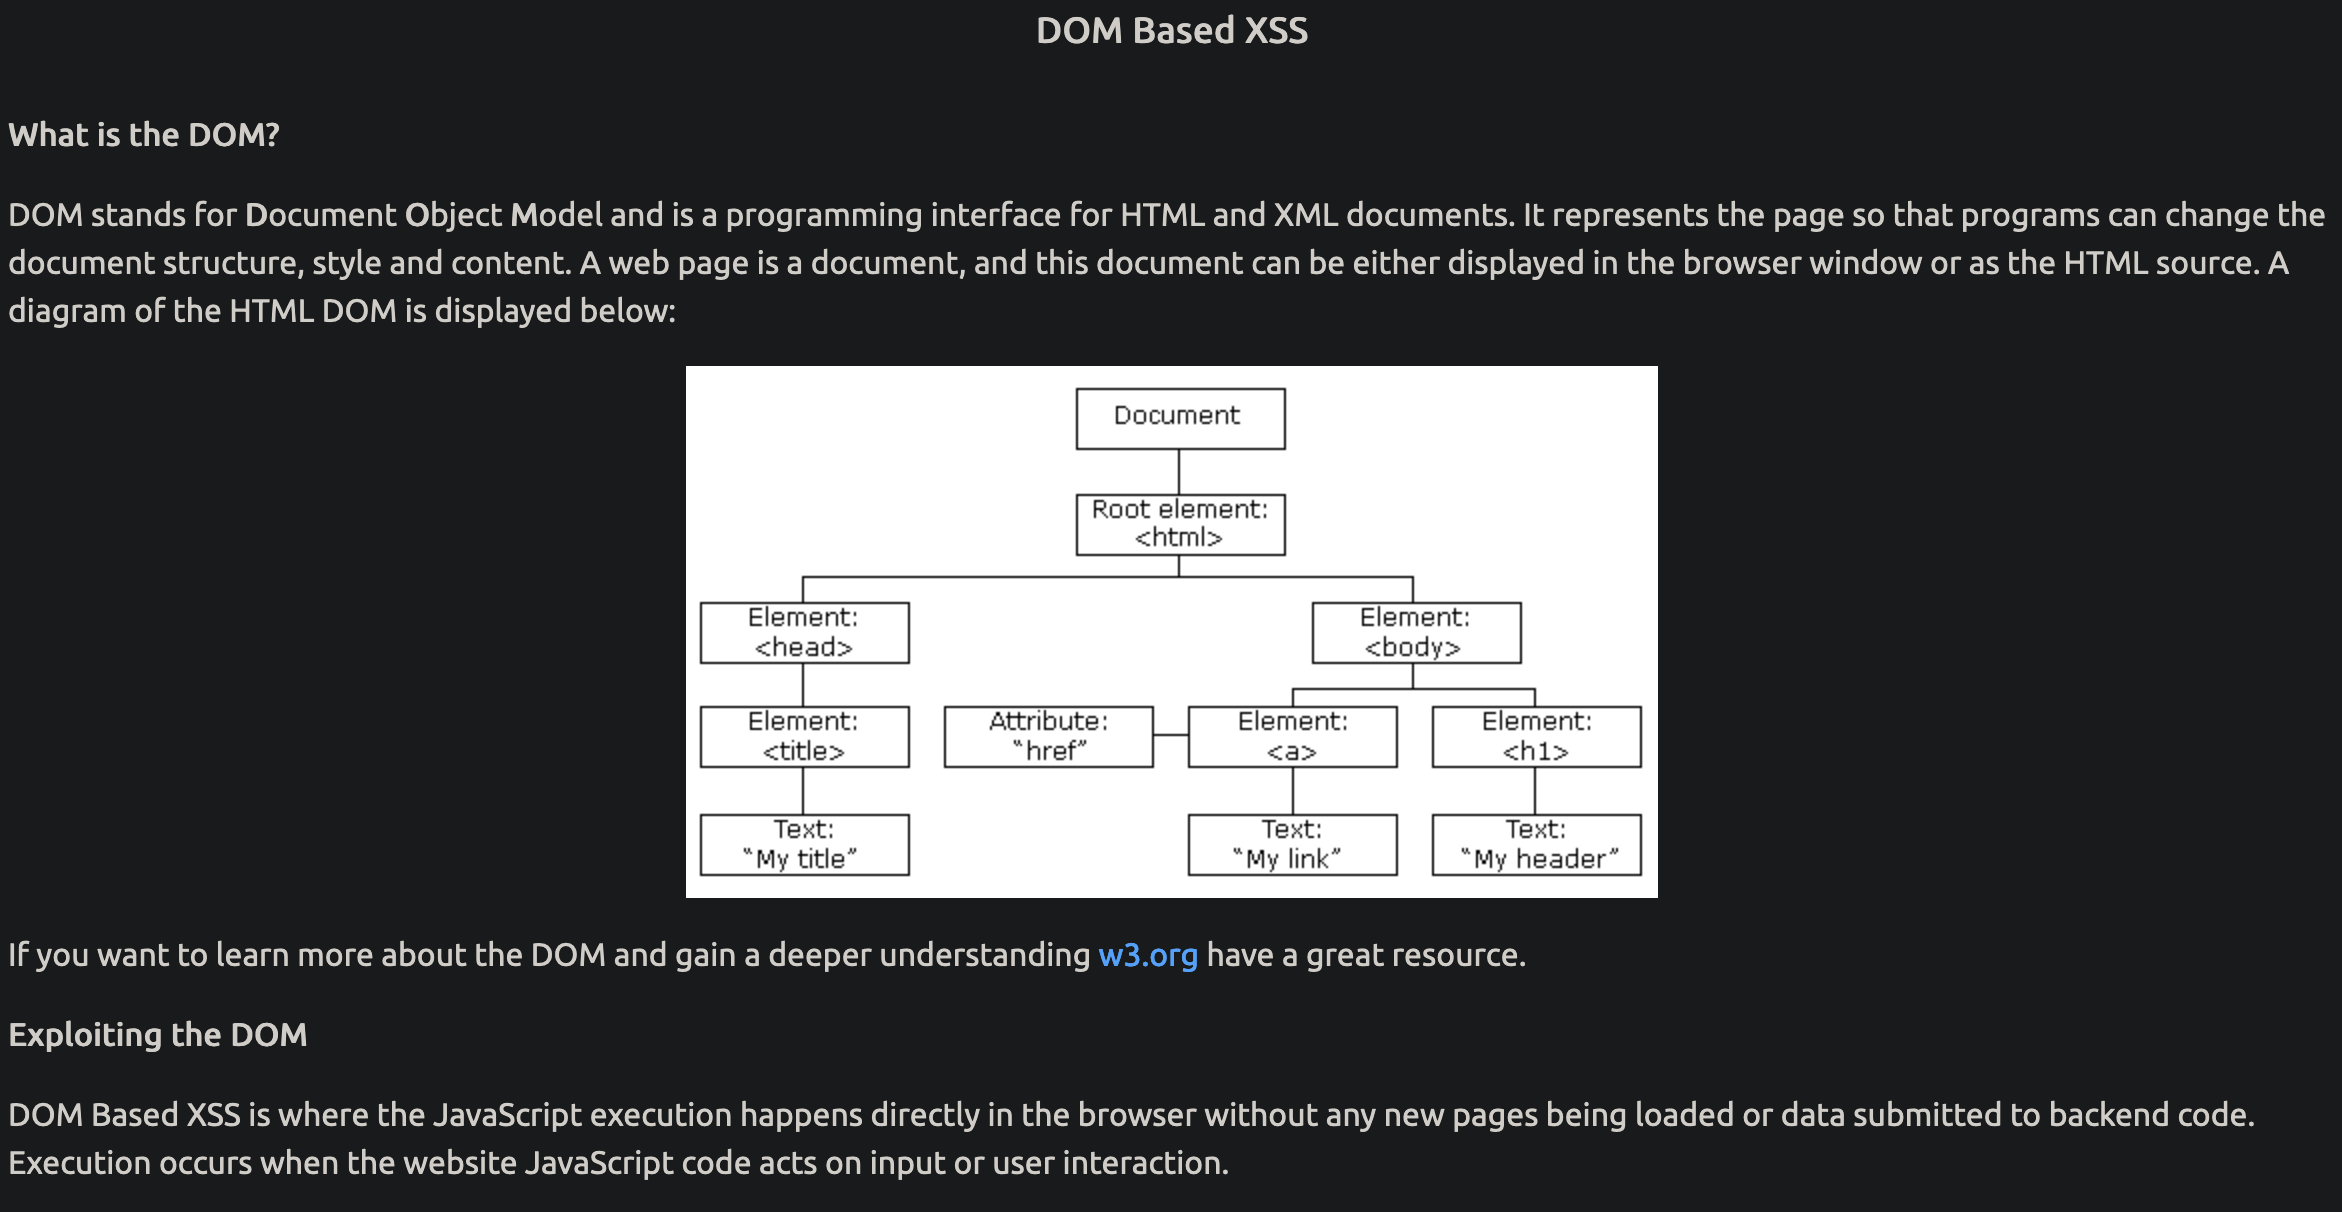 DOM Based XSS
What is the DOM?
DOM stands for Document Object Model and is a programming interface for HTML and XML documents. It represents the page so that programs can change the
document structure, style and content. A web page is a document, and this document can be either displayed in the browser window or as the HTML source. A
diagram of the HTML DOM is displayed below:
Document
Root element:
<html>
Element:
<head>
Element:
<body>
Element:
<title>
Attribute:
“href”
Element:
<a>
Element:
<h1>
Text:
“My title”
Text:
“My link”
Text:
“My header”
If you want to learn more about the DOM and gain a deeper understanding w3.org have a great resource.
Exploiting the DOM
DOM Based XSS is where the JavaScript execution happens directly in the browser without any new pages being loaded or data submitted to backend code.
Execution occurs when the website JavaScript code acts on input or user interaction.